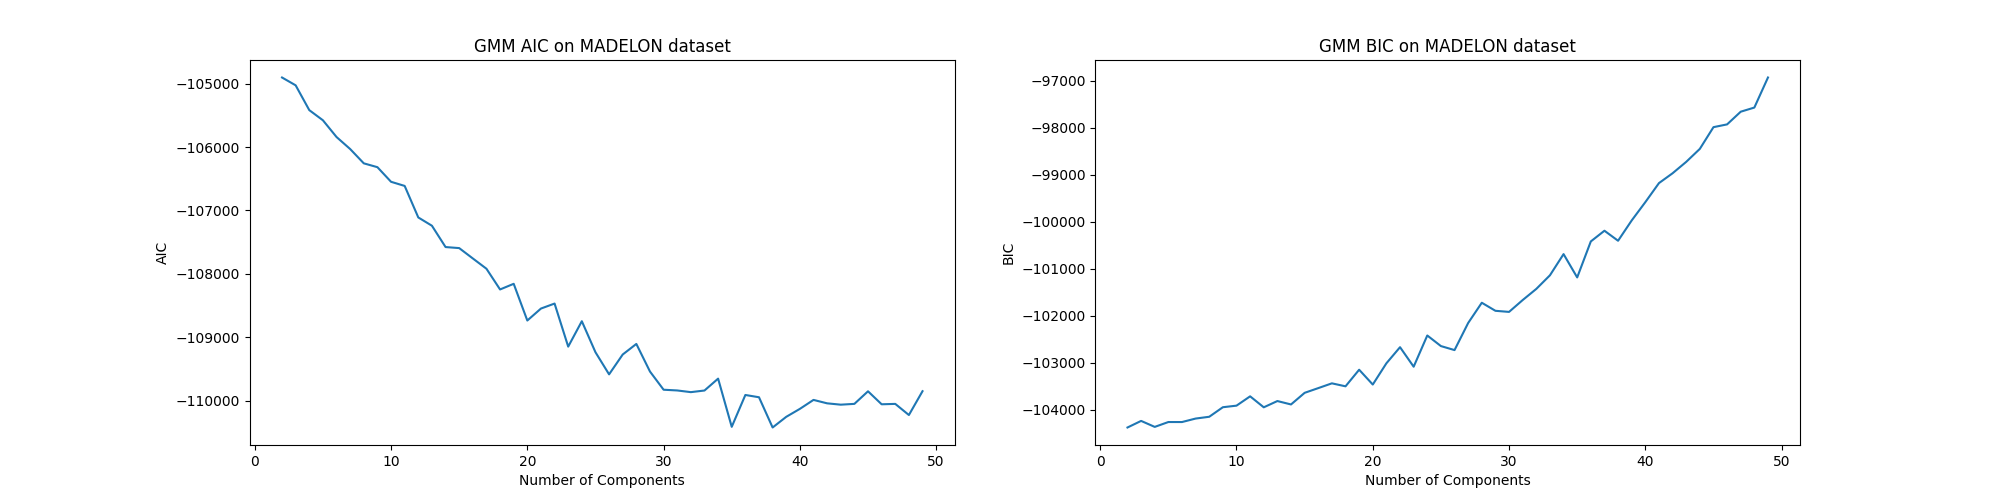 GMM AIC on MADELON dataset
−105000
−106000
−107000
−108000
−109000
−110000
AIC
0 10 20 30 40 50
Number of Components
GMM BIC on MADELON dataset
−97000
−98000
−99000
−100000
−101000
−102000
−103000
−104000
BIC
0 10 20 30 40 50
Number of Components